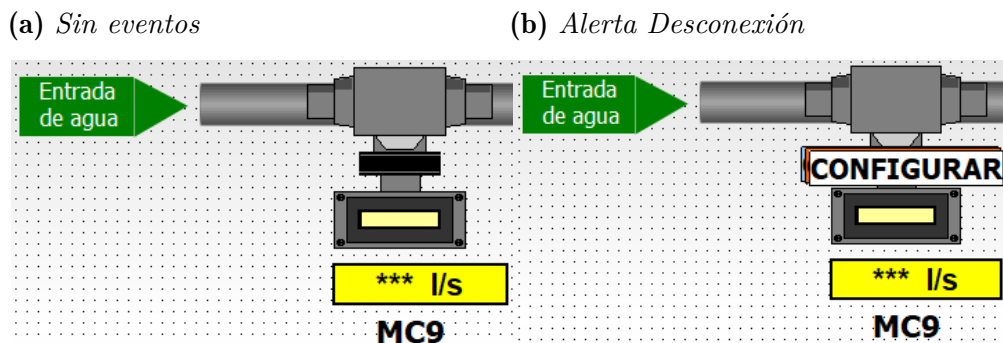 (a) Sin eventos
(b) Alerta Desconexión
Entrada
de agua
*** l/s
MC9
Entrada
de agua
CONFIGURAR
*** l/s
MC9